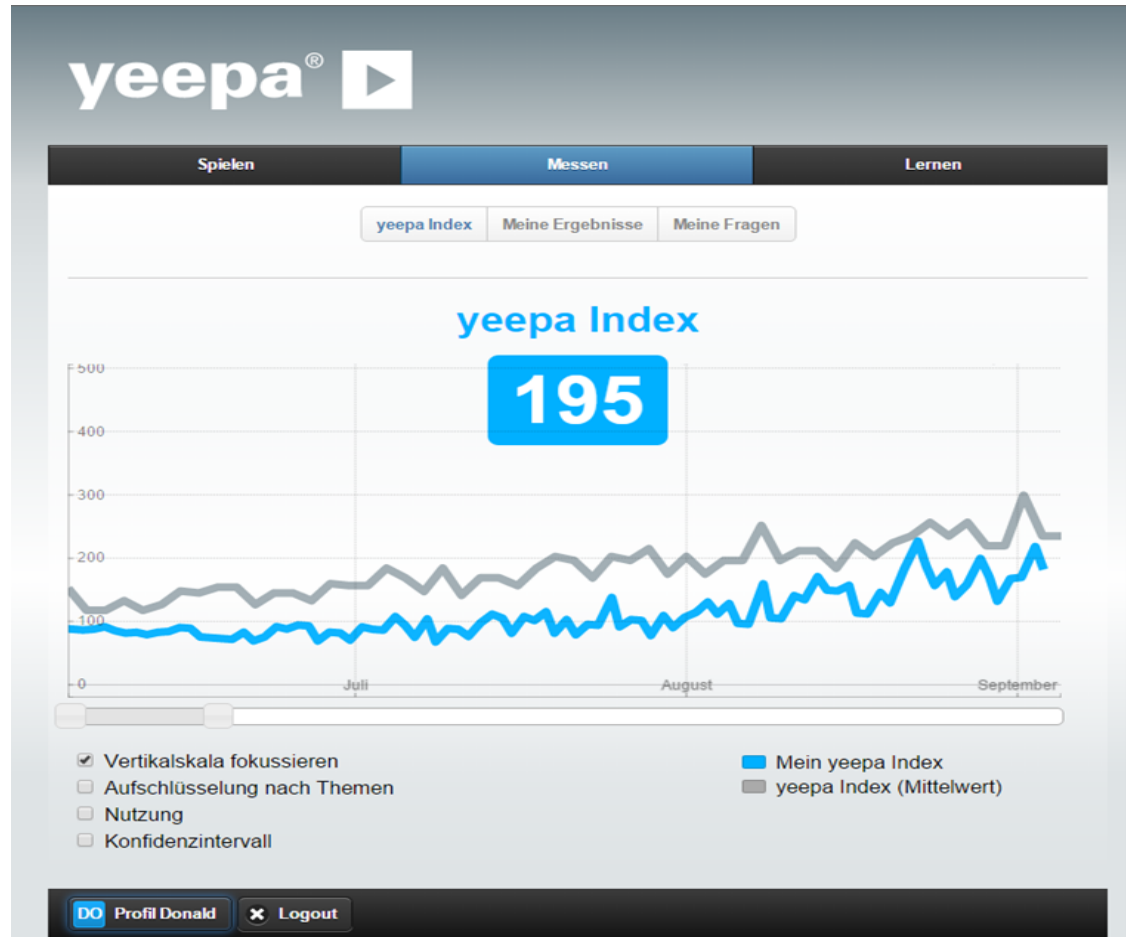 yeepa®
Spielen Messen Lernen
yeepa Index Meine Ergebnisse Meine Fragen
yeepa Index
195
500
400
300
200
100
0
Juli August September
Vertikalskala fokussieren
Aufschlüsselung nach Themen
Nutzung
Konfidenzintervall
Mein yeepa Index
yeepa Index (Mittelwert)
DO Profil Donald Logout